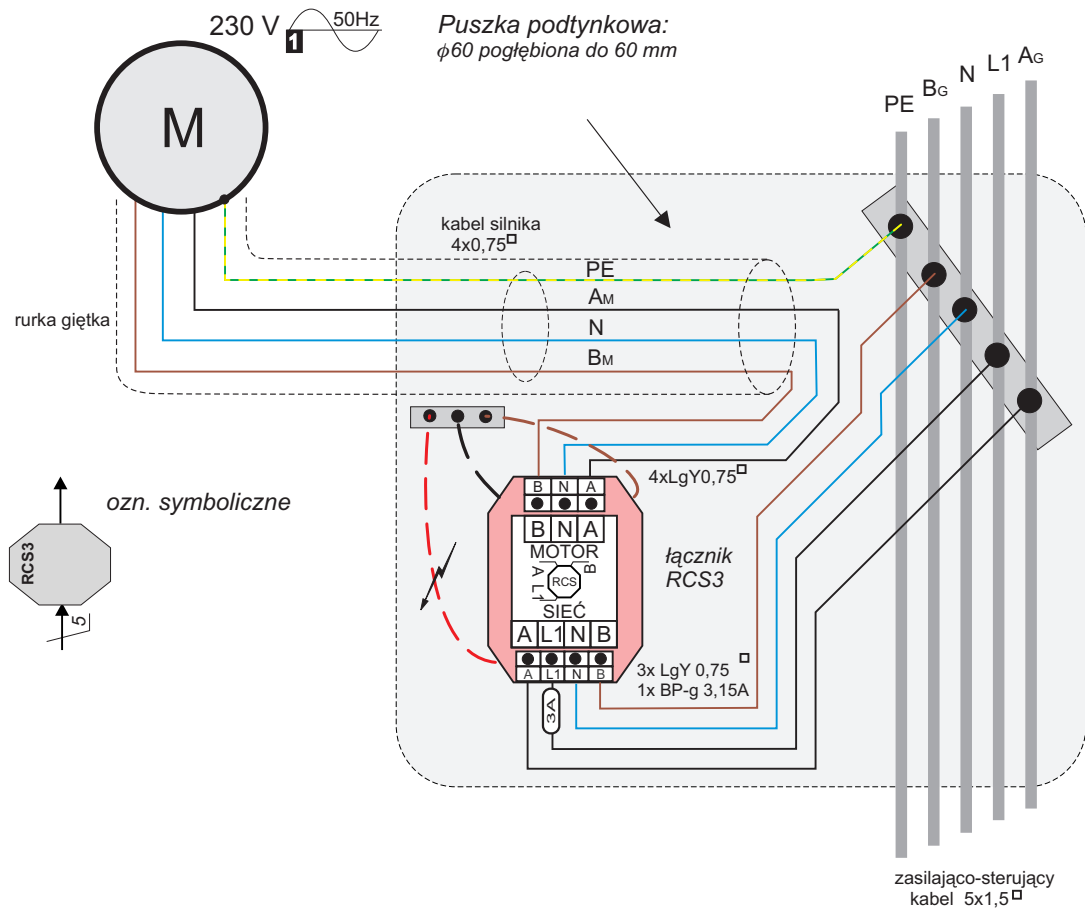 230 V
50Hz
1
Puszka podtynkowa:
ϕ60 pogłębiona do 60 mm
PE
BG
N
L1
AG
M
kabel silnika
4x0,75□
PE
AM
N
BM
rurka giętka
B N A
4xLgY0,75□
B N A
MOTOR
A L1
RCS
B
SIEĆ
A L1 N B
A L1 N B
łącznik
RCS3
ozn. symboliczne
RCS3
5
3x LgY 0,75 □
1x BP-g 3,15A
3A
zasilająco-sterujący
kabel 5x1,5□